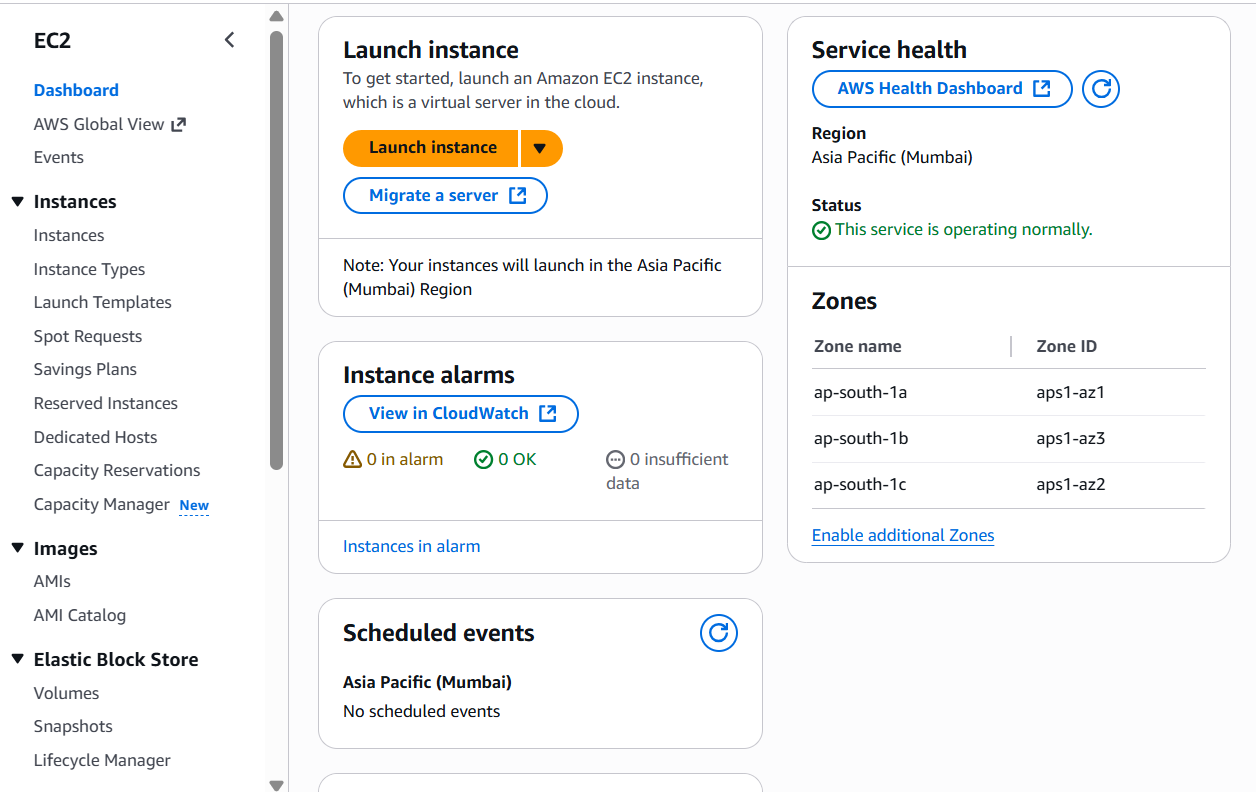 EC2
Dashboard
AWS Global View
Events
Instances
Instances
Instance Types
Launch Templates
Spot Requests
Savings Plans
Reserved Instances
Dedicated Hosts
Capacity Reservations
Capacity Manager New
Images
AMIs
AMI Catalog
Elastic Block Store
Volumes
Snapshots
Lifecycle Manager
Launch instance
To get started, launch an Amazon EC2 instance,
which is a virtual server in the cloud.
Launch instance
Migrate a server
Note: Your instances will launch in the Asia Pacific
(Mumbai) Region
Instance alarms
View in CloudWatch
0 in alarm 0 OK 0 insufficient
data
Instances in alarm
Scheduled events
Asia Pacific (Mumbai)
No scheduled events
Service health
AWS Health Dashboard
Region
Asia Pacific (Mumbai)
Status
This service is operating normally.
Zones
Zone name Zone ID
ap-south-1a aps1-az1
ap-south-1b aps1-az3
ap-south-1c aps1-az2
Enable additional Zones